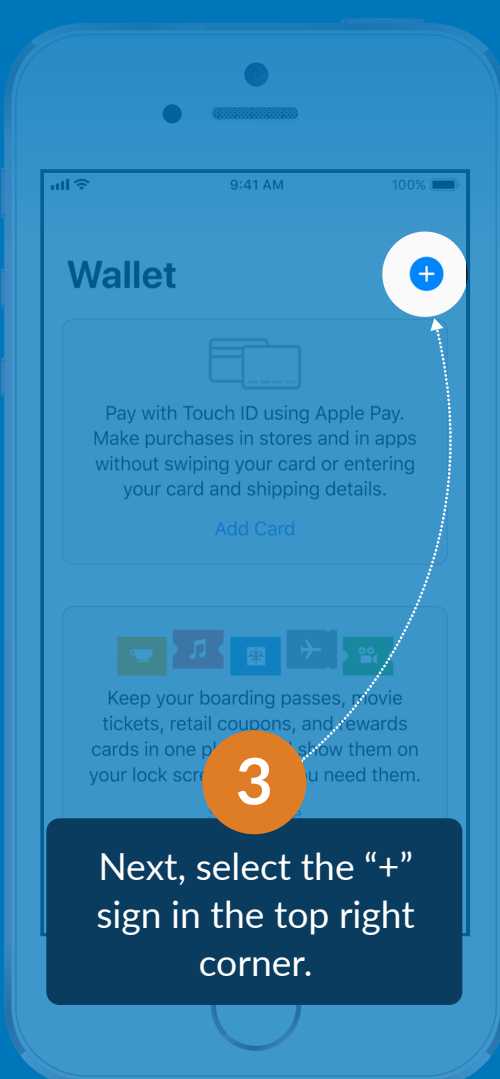 9:41 AM
100%
Wallet
+
Pay with Touch ID using Apple Pay.
Make purchases in stores and in apps
without swiping your card or entering
your card and shipping details.
Add Card
Keep your boarding passes, movie
tickets, retail coupons, and rewards
cards in one show them on
your lock need them.
3
Next, select the “+”
sign in the top right
corner.